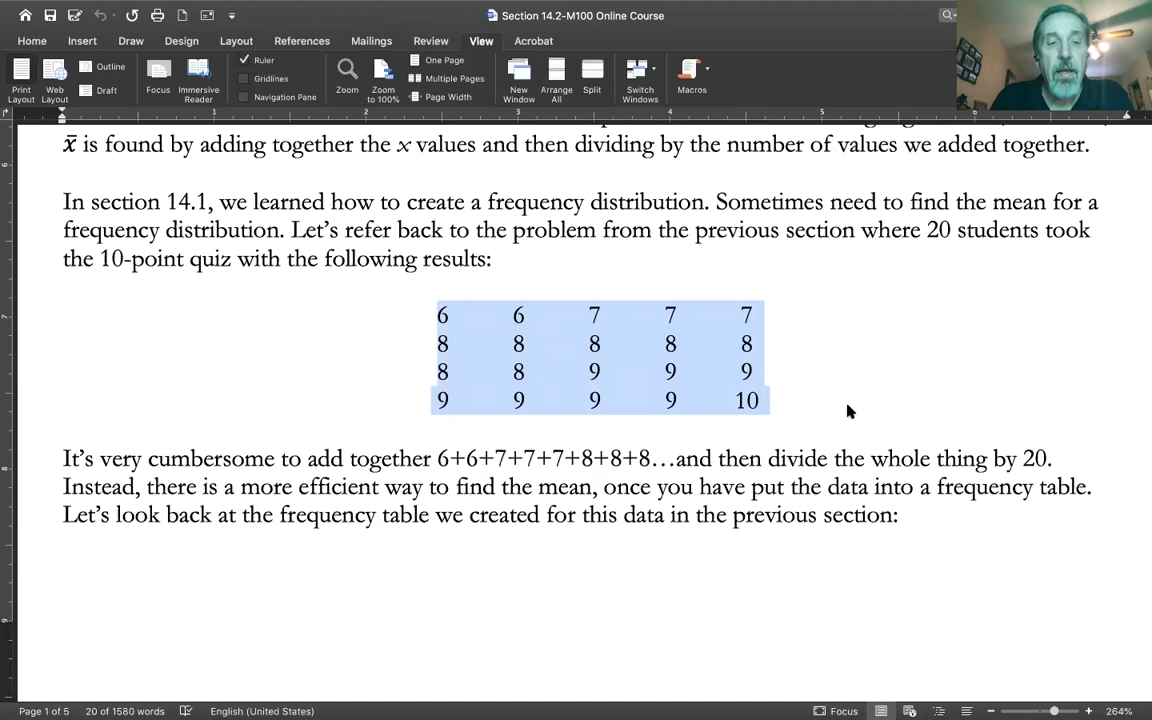 Section 14.2-M100 Online Course
Home Insert Draw Design Layout References Mailings Review View Acrobat
Print Layout
Web Layout
Outline
Draft
Focus
Immersive Reader
Ruler
Gridlines
Navigation Pane
Zoom
Zoom to 100%
One Page
Multiple Pages
Page Width
New Window
Arrange All
Split
Switch Windows
Macros
1 2 3 4 5
x̄ is found by adding together the x values and then dividing by the number of values we added together.
In section 14.1, we learned how to create a frequency distribution. Sometimes need to find the mean for a
frequency distribution. Let's refer back to the problem from the previous section where 20 students took
the 10-point quiz with the following results:
6 6 7 7 7
8 8 8 8 8
8 8 9 9 9
9 9 9 9 10
It's very cumbersome to add together 6+6+7+7+7+8+8+8…and then divide the whole thing by 20.
Instead, there is a more efficient way to find the mean, once you have put the data into a frequency table.
Let's look back at the frequency table we created for this data in the previous section:
Page 1 of 5 20 of 1580 words English (United States) Focus 264%